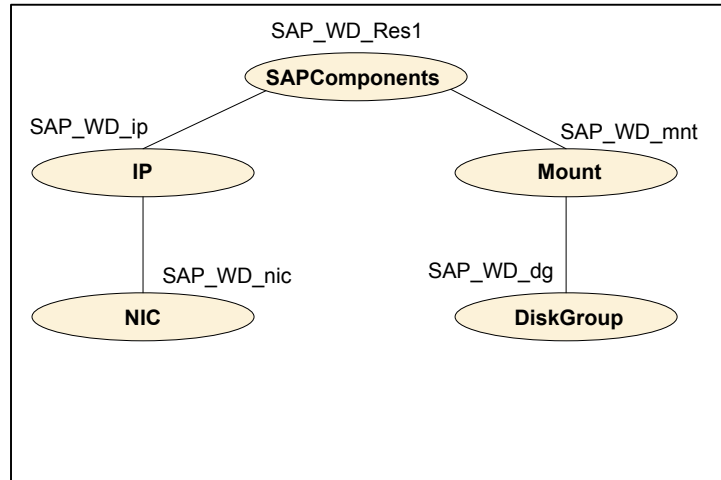 SAP_WD_Res1
SAPComponents
SAP_WD_ip
SAP_WD_mnt
IP
Mount
SAP_WD_nic
SAP_WD_dg
NIC
DiskGroup